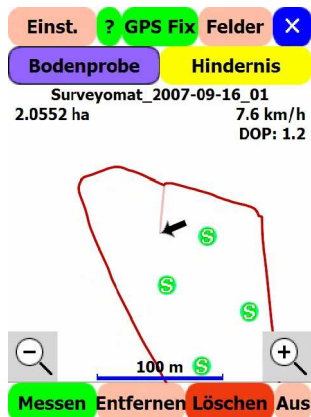 Einst. ? GPS Fix Felder X
Bodenprobe Hindernis
Surveyomat_2007-09-16_01
2.0552 ha 7.6 km/h
DOP: 1.2
S
S
S
S
100 m
Messen Entfernen Löschen Aus